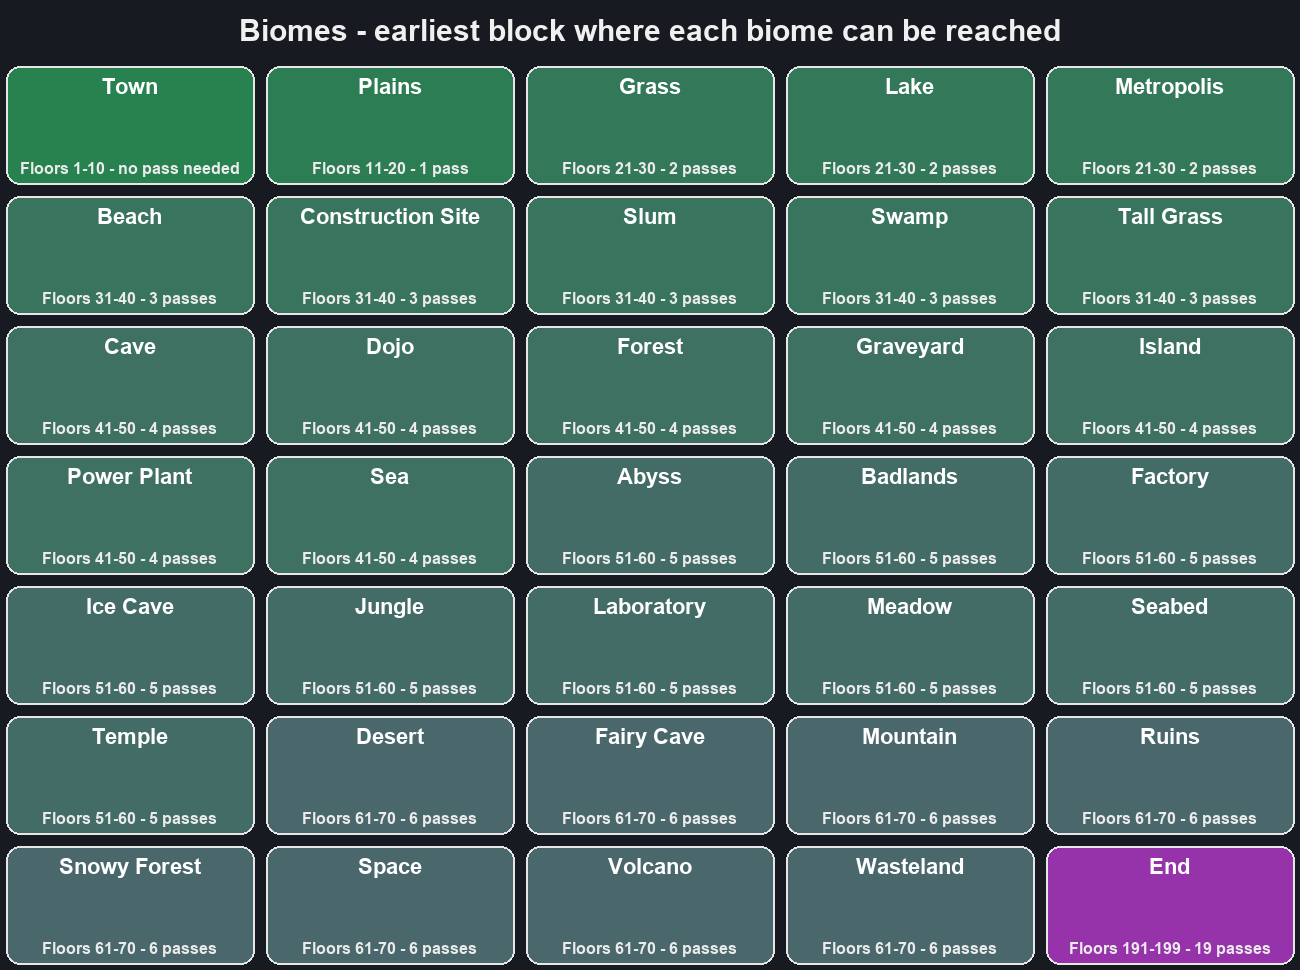 Biomes - earliest block where each biome can be reached
Town
Floors 1-10 - no pass needed
Plains
Floors 11-20 - 1 pass
Grass
Floors 21-30 - 2 passes
Lake
Floors 21-30 - 2 passes
Metropolis
Floors 21-30 - 2 passes
Beach
Floors 31-40 - 3 passes
Construction Site
Floors 31-40 - 3 passes
Slum
Floors 31-40 - 3 passes
Swamp
Floors 31-40 - 3 passes
Tall Grass
Floors 31-40 - 3 passes
Cave
Floors 41-50 - 4 passes
Dojo
Floors 41-50 - 4 passes
Forest
Floors 41-50 - 4 passes
Graveyard
Floors 41-50 - 4 passes
Island
Floors 41-50 - 4 passes
Power Plant
Floors 41-50 - 4 passes
Sea
Floors 41-50 - 4 passes
Abyss
Floors 51-60 - 5 passes
Badlands
Floors 51-60 - 5 passes
Factory
Floors 51-60 - 5 passes
Ice Cave
Floors 51-60 - 5 passes
Jungle
Floors 51-60 - 5 passes
Laboratory
Floors 51-60 - 5 passes
Meadow
Floors 51-60 - 5 passes
Seabed
Floors 51-60 - 5 passes
Temple
Floors 51-60 - 5 passes
Desert
Floors 61-70 - 6 passes
Fairy Cave
Floors 61-70 - 6 passes
Mountain
Floors 61-70 - 6 passes
Ruins
Floors 61-70 - 6 passes
Snowy Forest
Floors 61-70 - 6 passes
Space
Floors 61-70 - 6 passes
Volcano
Floors 61-70 - 6 passes
Wasteland
Floors 61-70 - 6 passes
End
Floors 191-199 - 19 passes